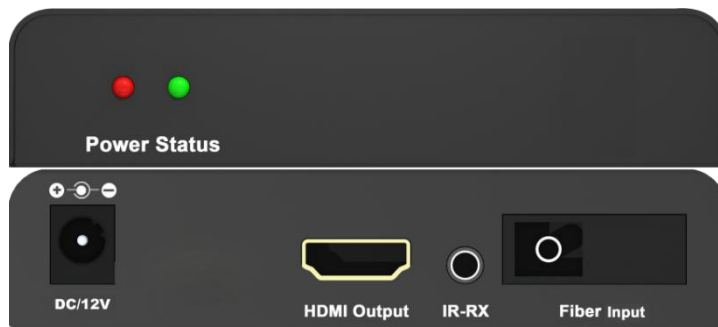 Power Status
DC/12V
HDMI Output
IR-RX
Fiber Input